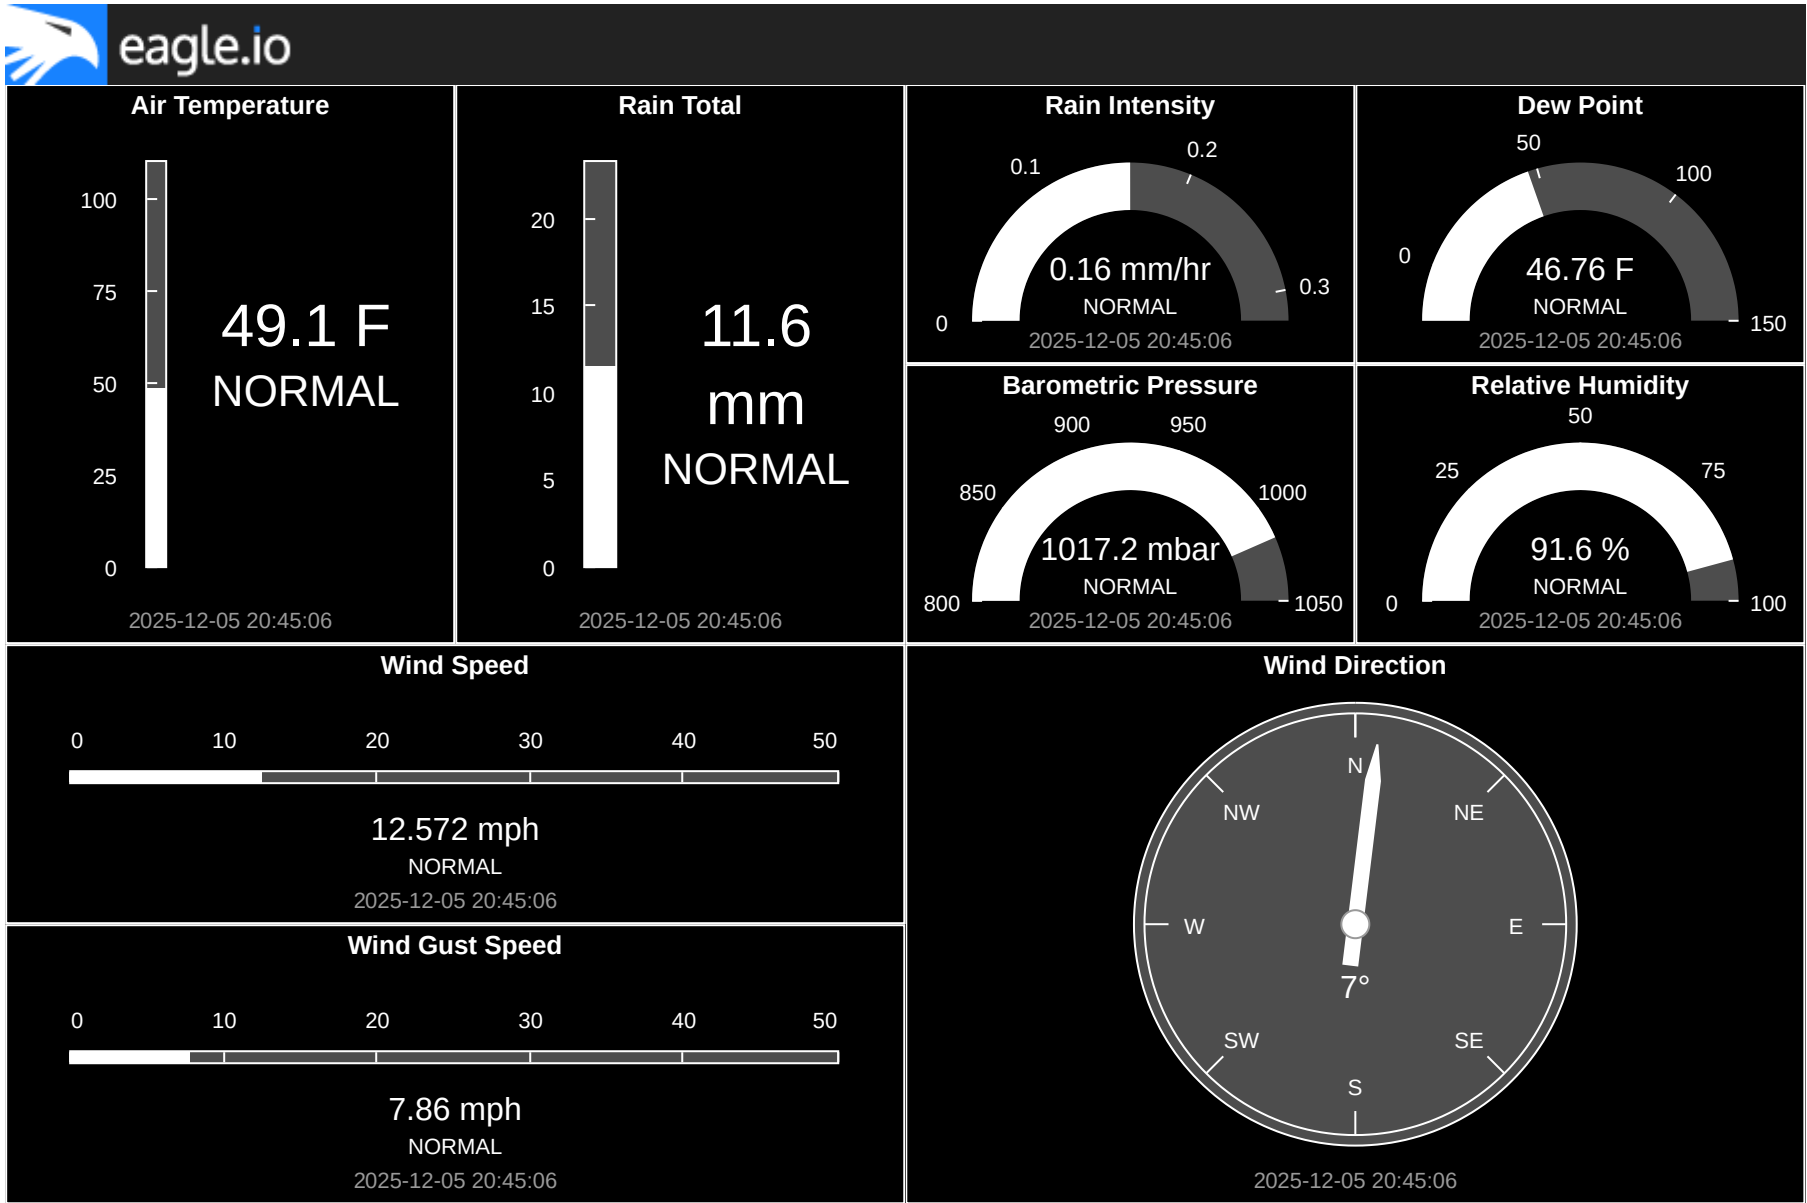 eagle.io
Air Temperature
100
75
50
25
0
49.1 F
NORMAL
2025-12-05 20:45:06
Rain Total
20
15
10
5
0
11.6
mm
NORMAL
2025-12-05 20:45:06
Rain Intensity
0
0.1
0.2
0.3
0.16 mm/hr
NORMAL
2025-12-05 20:45:06
Dew Point
0
50
100
150
46.76 F
NORMAL
2025-12-05 20:45:06
Barometric Pressure
800
850
900
950
1000
1050
1017.2 mbar
NORMAL
2025-12-05 20:45:06
Relative Humidity
0
25
50
75
100
91.6 %
NORMAL
2025-12-05 20:45:06
Wind Speed
0 10 20 30 40 50
12.572 mph
NORMAL
2025-12-05 20:45:06
Wind Gust Speed
0 10 20 30 40 50
7.86 mph
NORMAL
2025-12-05 20:45:06
Wind Direction
N
NW NE
W E
7°
SW SE
S
2025-12-05 20:45:06